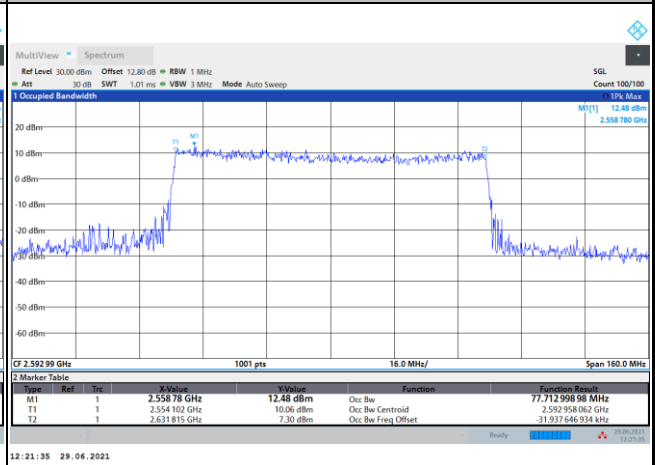 MultiView Spectrum
Ref Level 30.00 dBm Offset 12.80 dB RBW 1 MHz SGL
Att 30 dB SWT 1.01 ms VBW 3 MHz Mode Auto Sweep Count 100/100
1 Occupied Bandwidth 1Pk Max
M1[1] 12.48 dBm
2.558 780 GHz
20 dBm
T1 M1 T2
10 dBm
0 dBm
-10 dBm
-20 dBm
-30 dBm
-40 dBm
-50 dBm
-60 dBm
CF 2.592 99 GHz 1001 pts 16.0 MHz/ Span 160.0 MHz
2 Marker Table
Type Ref Trc X-Value Y-Value Function Function Result
M1 1 2.558 78 GHz 12.48 dBm Occ Bw 77.712 998 98 MHz
T1 1 2.554 102 GHz 10.06 dBm Occ Bw Centroid 2.592 958 062 GHz
T2 1 2.631 815 GHz 7.30 dBm Occ Bw Freq Offset -31.937 646 934 kHz
Ready 29.06.2021
12:21:35
12:21:35 29.06.2021